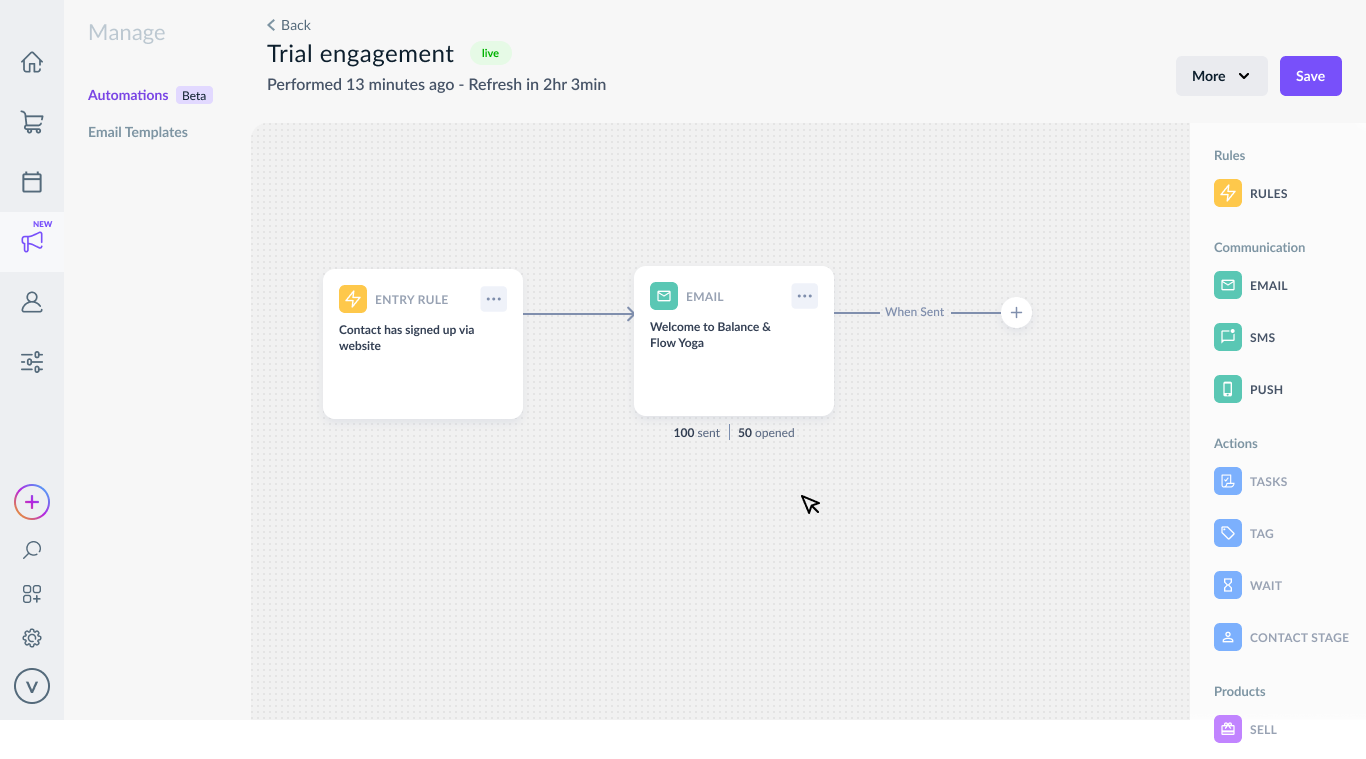 Manage
Automations Beta
Email Templates
NEW
V
Back
Trial engagement live
Performed 13 minutes ago - Refresh in 2hr 3min
More
Save
ENTRY RULE
Contact has signed up via
website
EMAIL
Welcome to Balance &
Flow Yoga
100 sent | 50 opened
When Sent
Rules
RULES
Communication
EMAIL
SMS
PUSH
Actions
TASKS
TAG
WAIT
CONTACT STAGE
Products
SELL